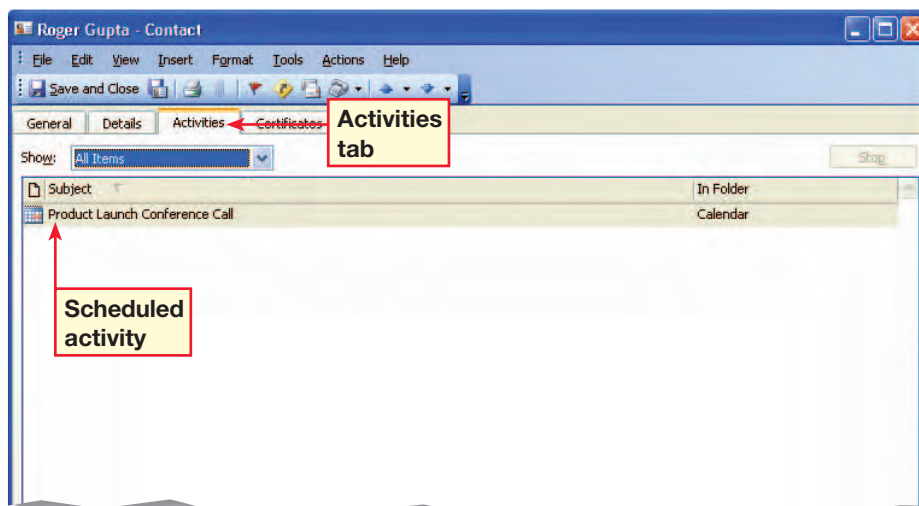 Roger Gupta - Contact
File Edit View Insert Format Tools Actions Help
Save and Close
General Details Activities Certificates
Activities
tab
Show: All Items Stop
Subject In Folder
Product Launch Conference Call Calendar
Scheduled
activity